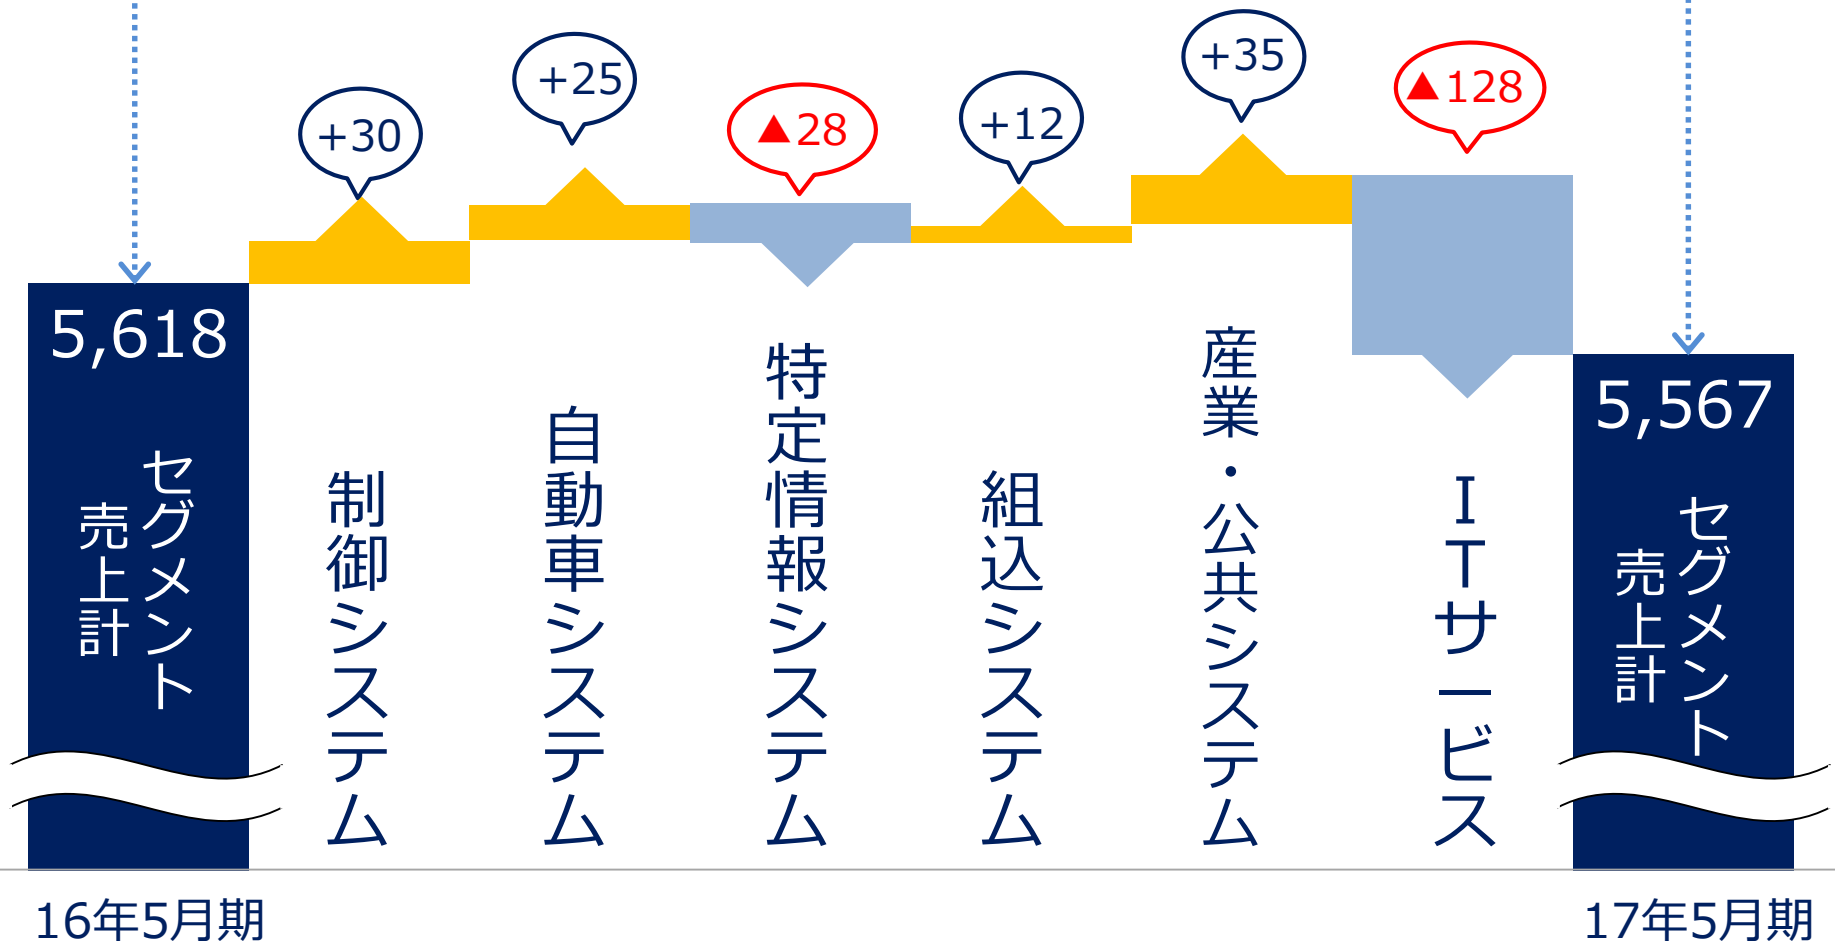 +30
+25
▲28
+12
+35
▲128
5,618
セグメント
売上計
制御システム
自動車システム
特定情報システム
組込システム
産業・公共システム
ITサービス
5,567
セグメント
売上計
16年5月期
17年5月期